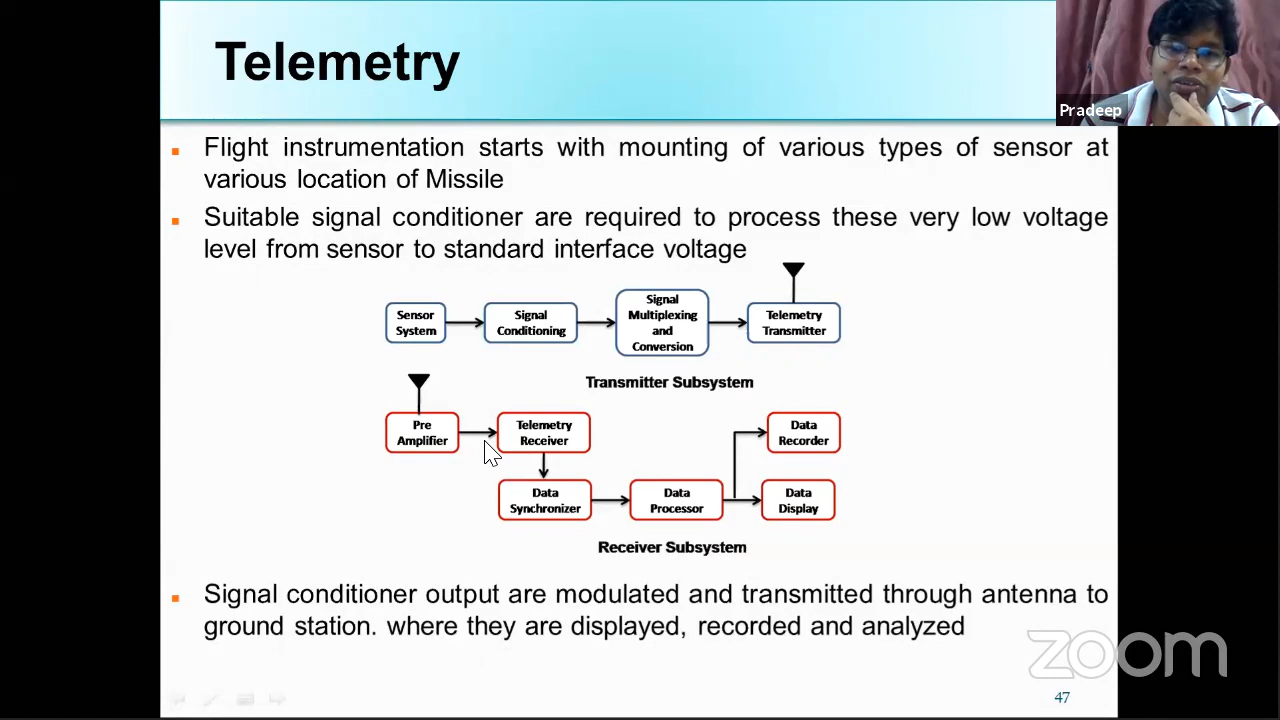 Telemetry
Pradeep
Flight instrumentation starts with mounting of various types of sensor at
various location of Missile
Suitable signal conditioner are required to process these very low voltage
level from sensor to standard interface voltage
Sensor
System
Signal
Conditioning
Signal
Multiplexing
and
Conversion
Telemetry
Transmitter
Transmitter Subsystem
Pre
Amplifier
Telemetry
Receiver
Data
Recorder
Data
Synchronizer
Data
Processor
Data
Display
Receiver Subsystem
Signal conditioner output are modulated and transmitted through antenna to
ground station. where they are displayed, recorded and analyzed
zoom
47